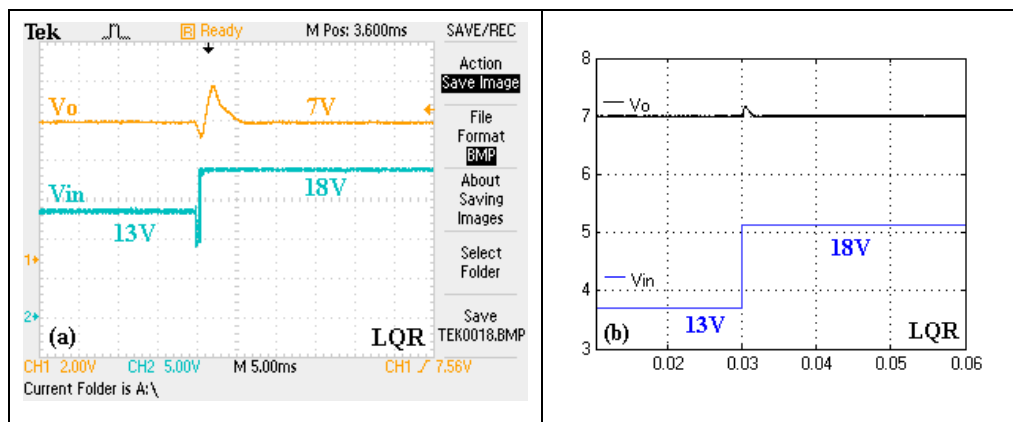 Tek R Ready M Pos: 3.600ms SAVE/REC
Action
Save Image
Vo 7V
File
Format
BMP
About
Saving
Images
Vin 18V
13V
1
Select
Folder
2
Save
TEK0018.BMP
(a) LQR
CH1 2.00V CH2 5.00V M 5.00ms CH1 7.56V
Current Folder is A:\
8
Vo
7
6
5
18V
Vin
4
13V
(b) LQR
3
0.02 0.03 0.04 0.05 0.06